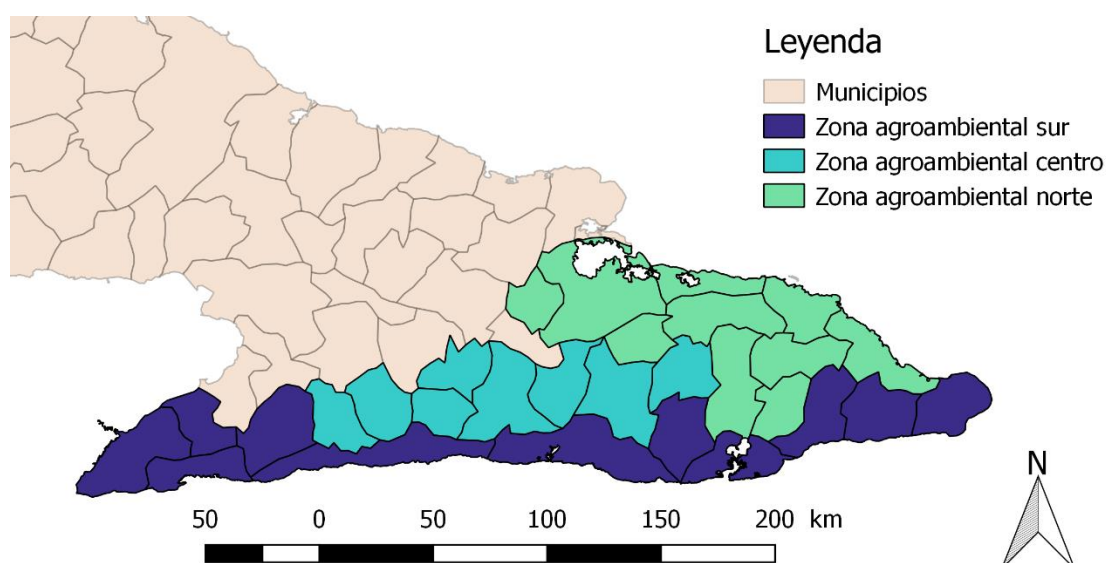 Leyenda
Municipios
Zona agroambiental sur
Zona agroambiental centro
Zona agroambiental norte
N
50 0 50 100 150 200 km